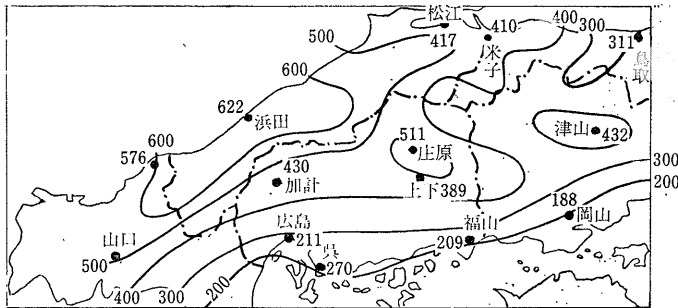 松江
410
400
300
311
鳥取
500
417
米子
600
622
浜田
511
庄原
津山
432
600
576
430
加計
上下389
300
188
200
岡山
広島
211
福山
209
山口
呉
270
500
400
300
200